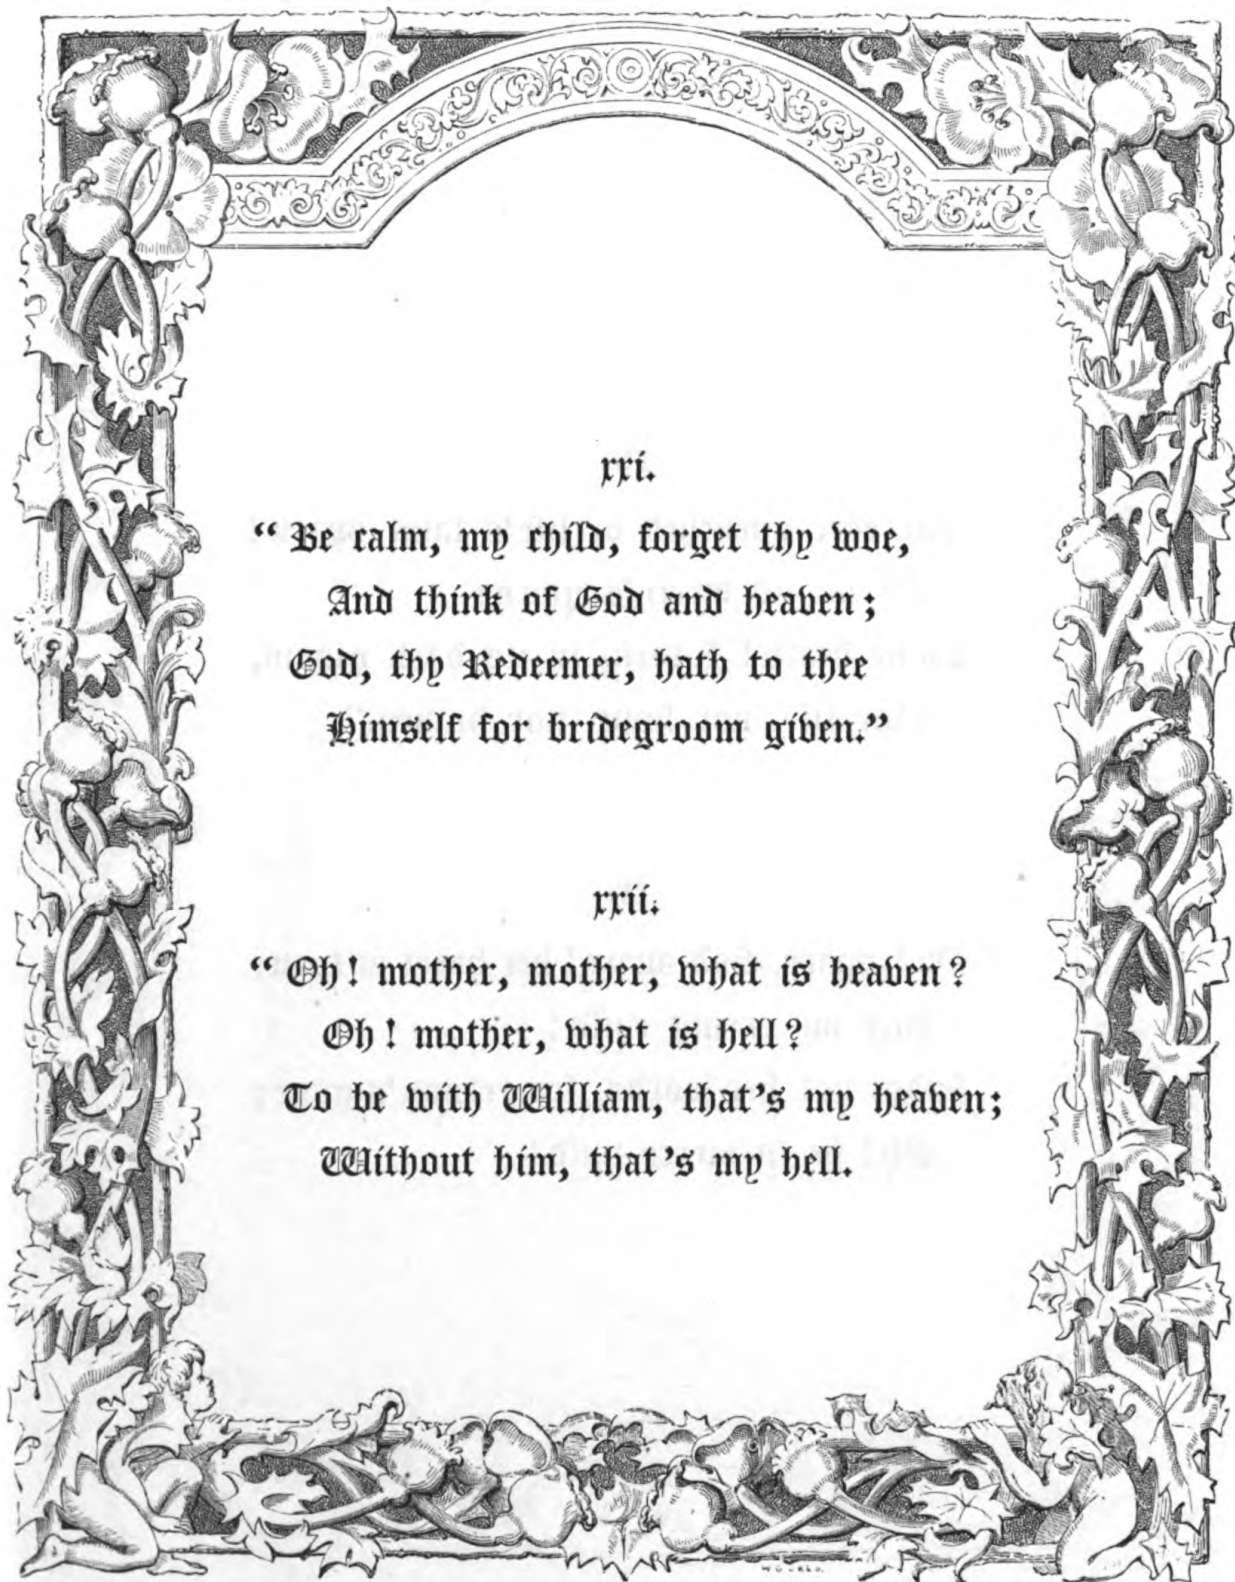 xxi.
“Be calm, my child, forget thy woe,
And think of God and heaven;
God, thy Redeemer, hath to thee
Himself for bridegroom given.”
xxii.
“Oh! mother, mother, what is heaven?
Oh! mother, what is hell?
To be with William, that’s my heaven;
Without him, that’s my hell.